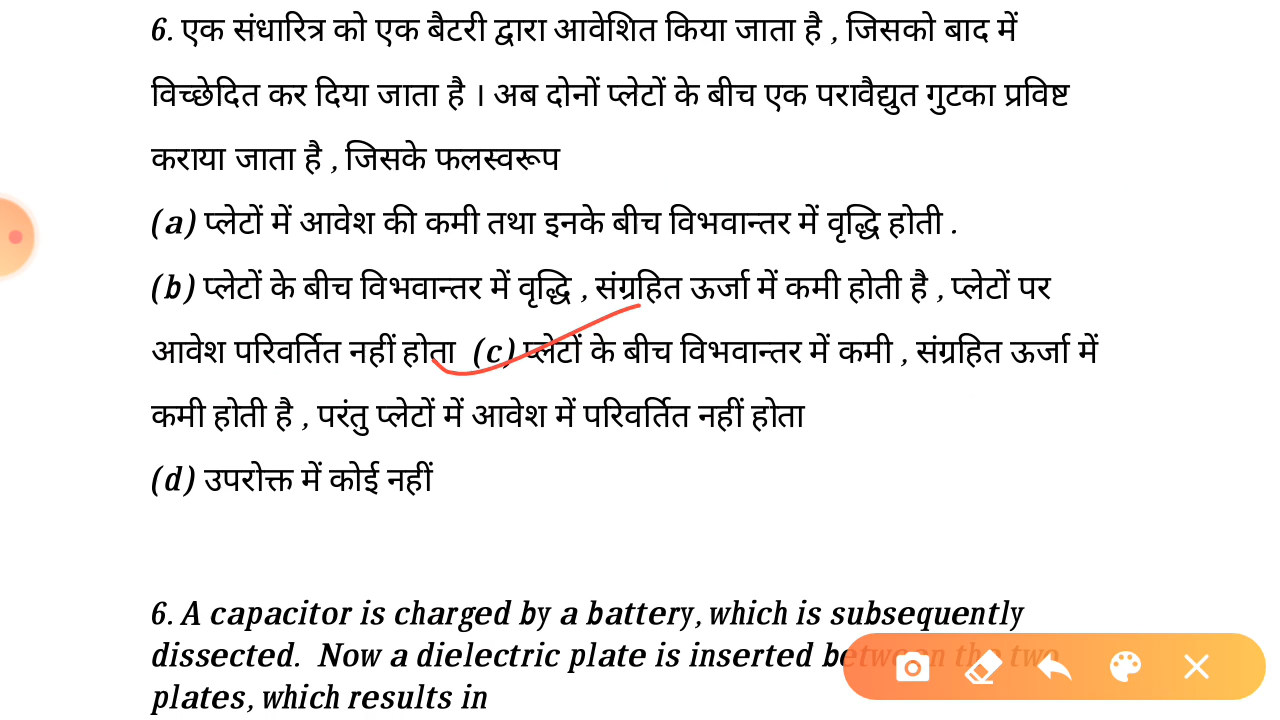 6. एक संधारित्र को एक बैटरी द्वारा आवेशित किया जाता है , जिसको बाद में
विच्छेदित कर दिया जाता है । अब दोनों प्लेटों के बीच एक परावैद्युत गुटका प्रविष्ट
कराया जाता है , जिसके फलस्वरूप
(a) प्लेटों में आवेश की कमी तथा इनके बीच विभवान्तर में वृद्धि होती .
(b) प्लेटों के बीच विभवान्तर में वृद्धि , संग्रहित ऊर्जा में कमी होती है , प्लेटों पर
आवेश परिवर्तित नहीं होता (c) प्लेटों के बीच विभवान्तर में कमी , संग्रहित ऊर्जा में
कमी होती है , परंतु प्लेटों में आवेश में परिवर्तित नहीं होता
(d) उपरोक्त में कोई नहीं
6. A capacitor is charged by a battery, which is subsequently
dissected. Now a dielectric plate is inserted between the two
plates, which results in